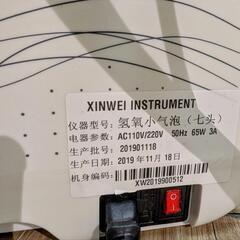 XINWEI INSTRUMENT
仪器型号: 氢氧小气泡 (七头)
电器参数: AC110V/220V 50Hz 65W 3A
生产批号: 201901118
生产日期: 2019 年11月 18日
机身编码:
XW2019900512